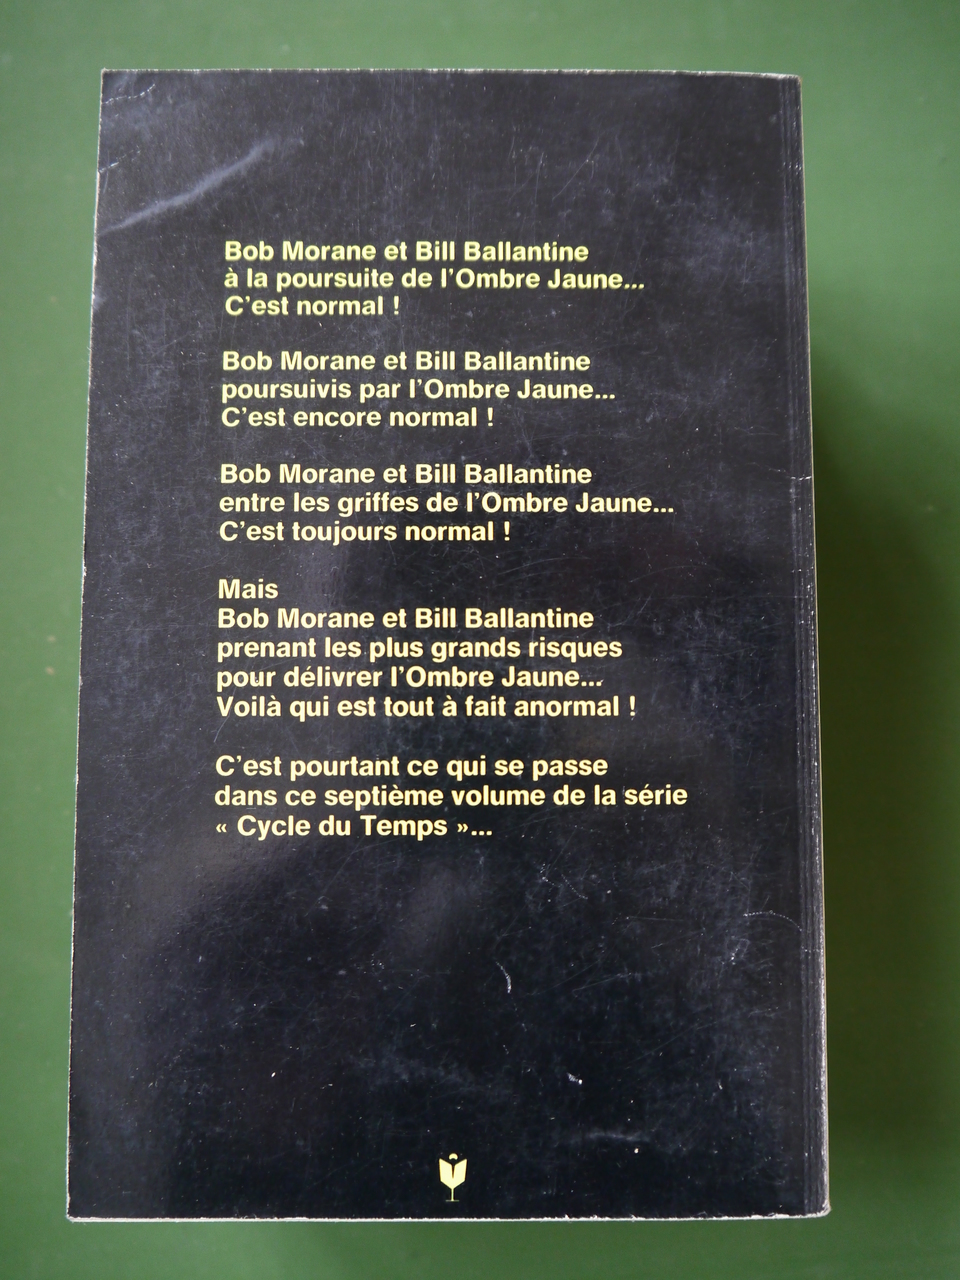 Bob Morane et Bill Ballantine
à la poursuite de l'Ombre Jaune...
C'est normal !
Bob Morane et Bill Ballantine
poursuivis par l'Ombre Jaune...
C'est encore normal !
Bob Morane et Bill Ballantine
entre les griffes de l'Ombre Jaune...
C'est toujours normal !
Mais
Bob Morane et Bill Ballantine
prenant les plus grands risques
pour délivrer l'Ombre Jaune...
Voilà qui est tout à fait anormal !
C'est pourtant ce qui se passe
dans ce septième volume de la série
« Cycle du Temps »...